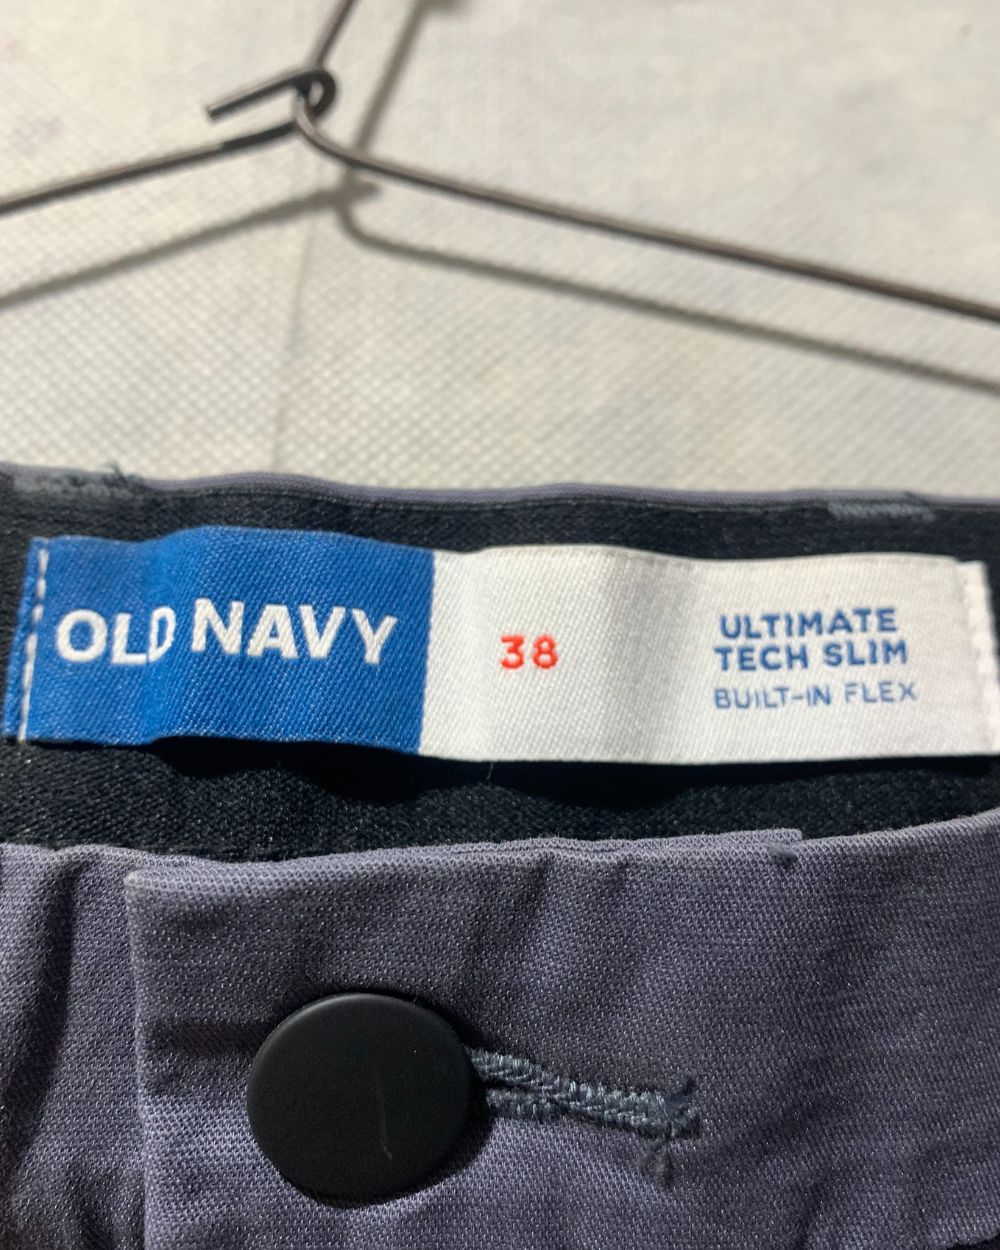 OLD NAVY
38
ULTIMATE
TECH SLIM
BUILT-IN FLEX